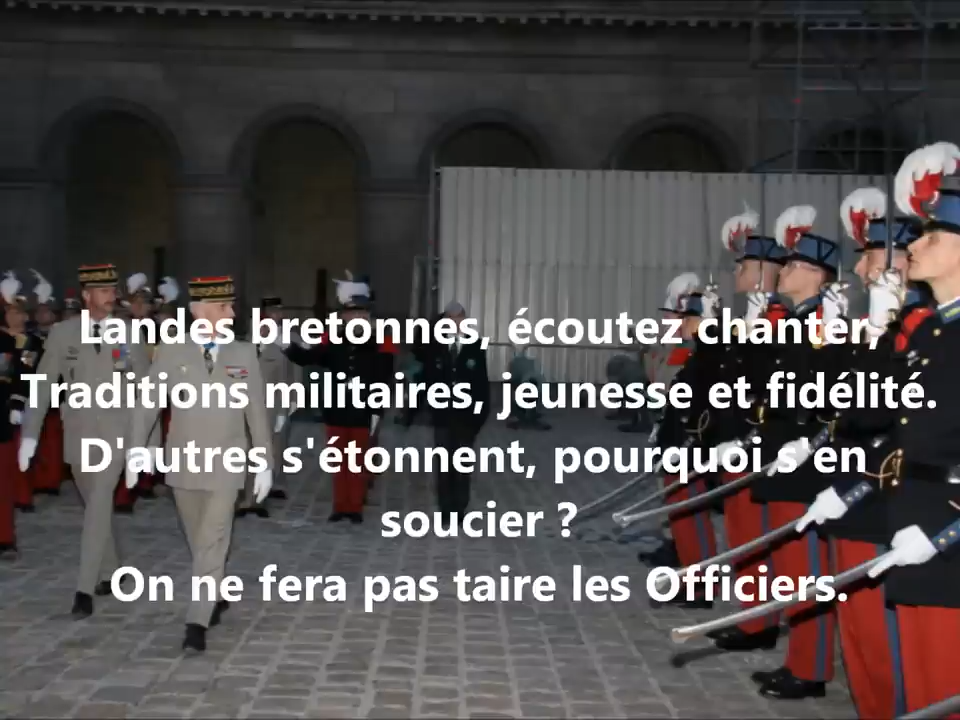 Landes bretonnes, écoutez chanter,
Traditions militaires, jeunesse et fidélité.
D'autres s'étonnent, pourquoi s'en
soucier ?
On ne fera pas taire les Officiers.